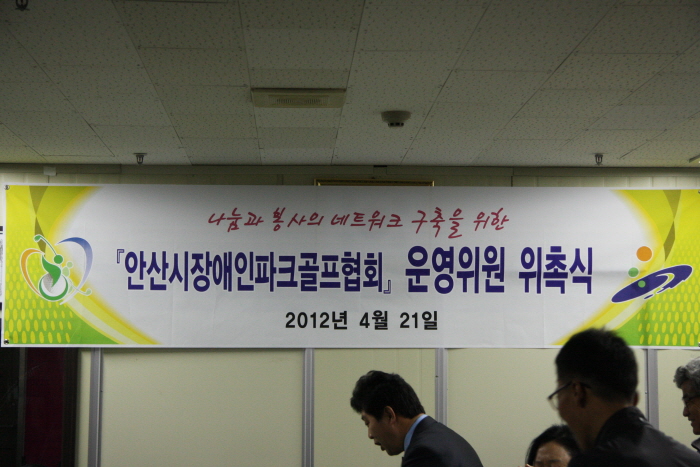 나눔과 봉사의 네트워크 구축을 위한
『안산시장애인파크골프협회』 운영위원 위촉식
2012년 4월 21일